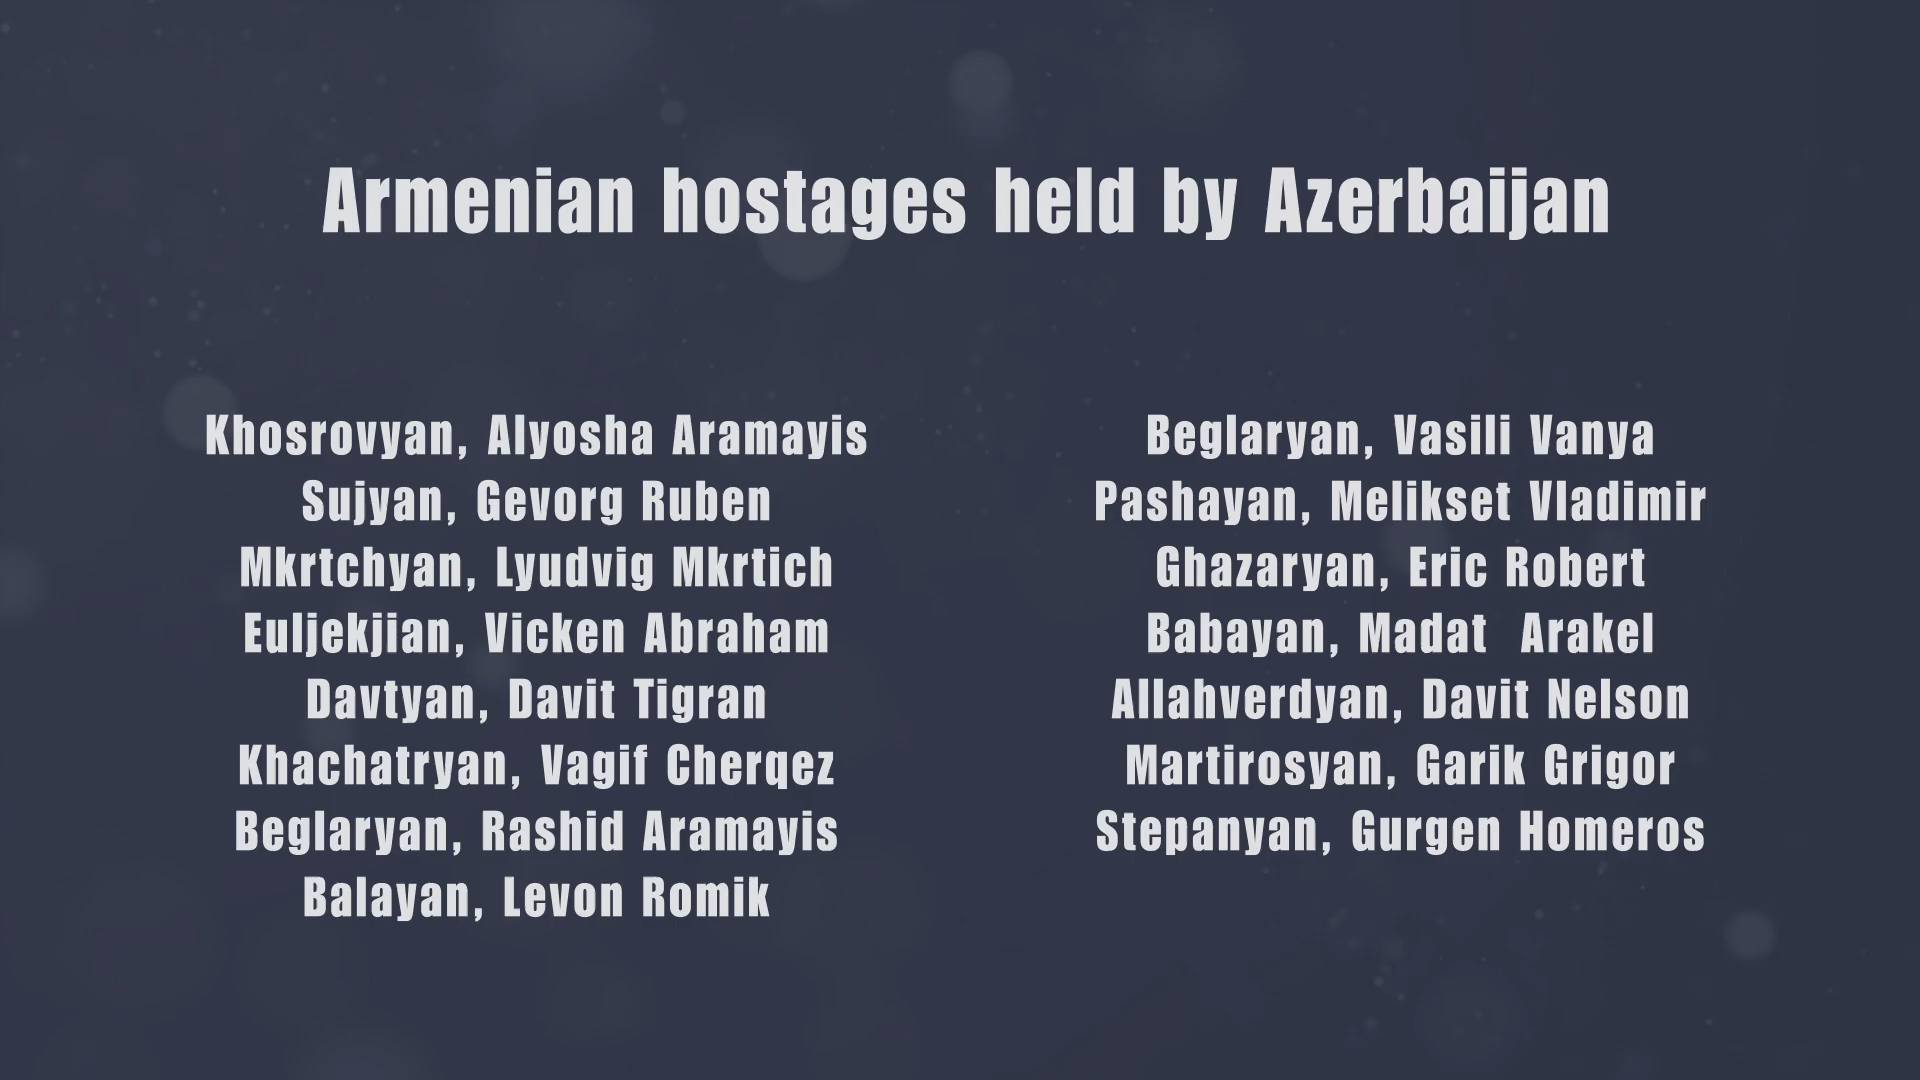 Armenian hostages held by Azerbaijan
Khosrovyan, Alyosha Aramayis
Sujyan, Gevorg Ruben
Mkrtchyan, Lyudvig Mkrtich
Euljekjian, Vicken Abraham
Davtyan, Davit Tigran
Khachatryan, Vagif Cherqez
Beglaryan, Rashid Aramayis
Balayan, Levon Romik
Beglaryan, Vasili Vanya
Pashayan, Melikset Vladimir
Ghazaryan, Eric Robert
Babayan, Madat  Arakel
Allahverdyan, Davit Nelson
Martirosyan, Garik Grigor
Stepanyan, Gurgen Homeros